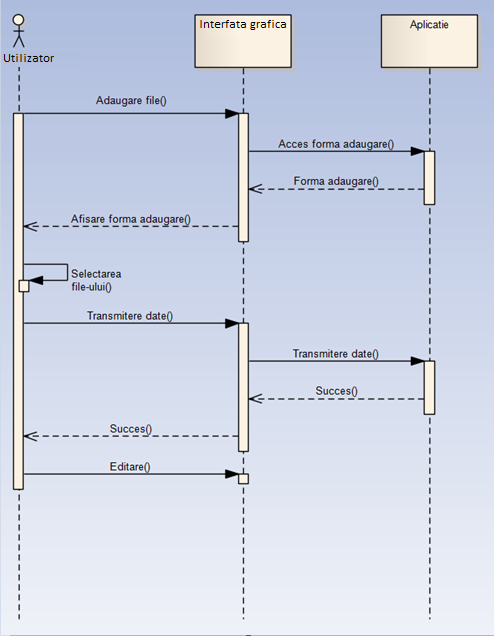 Interfata grafica
Aplicatie
Utilizator
Adaugare file()
Acces forma adaugare()
Forma adaugare()
Afisare forma adaugare()
Selectarea
file-ului()
Transmitere date()
Transmitere date()
Succes()
Succes()
Editare()